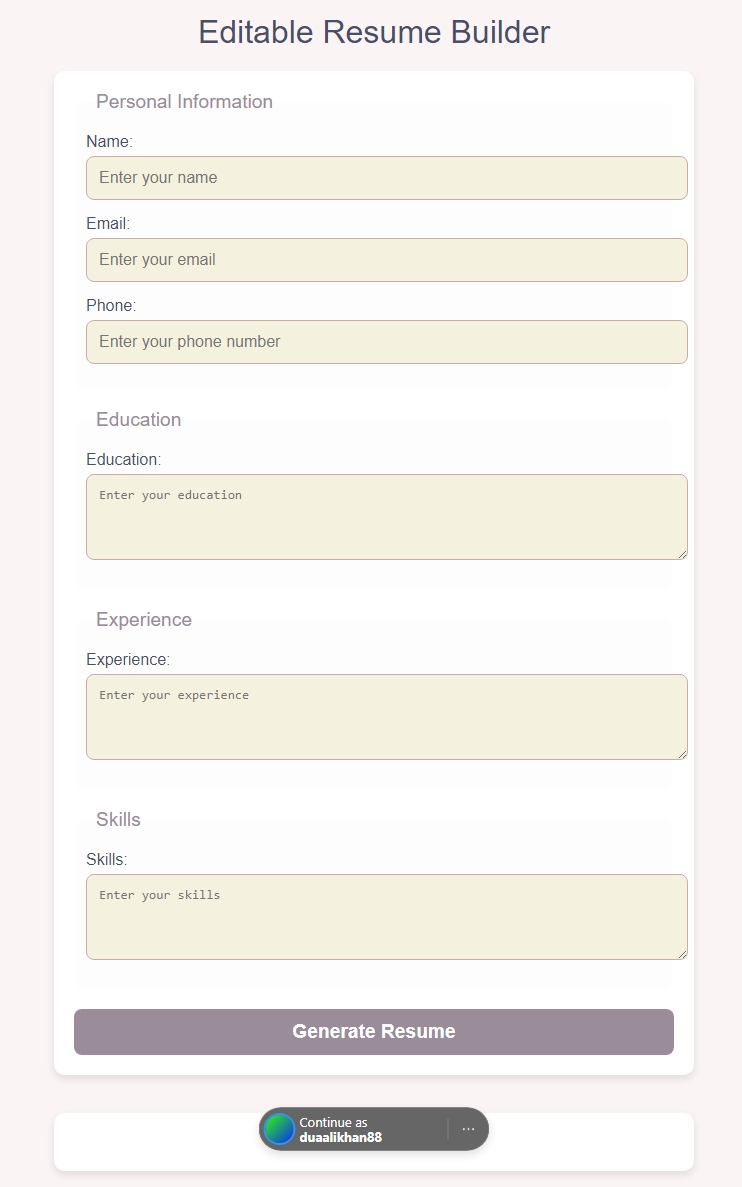 Editable Resume Builder
Personal Information
Name:
Enter your name
Email:
Enter your email
Phone:
Enter your phone number
Education
Education:
Enter your education
Experience
Experience:
Enter your experience
Skills
Skills:
Enter your skills
Generate Resume
Continue as
duaalikhan88